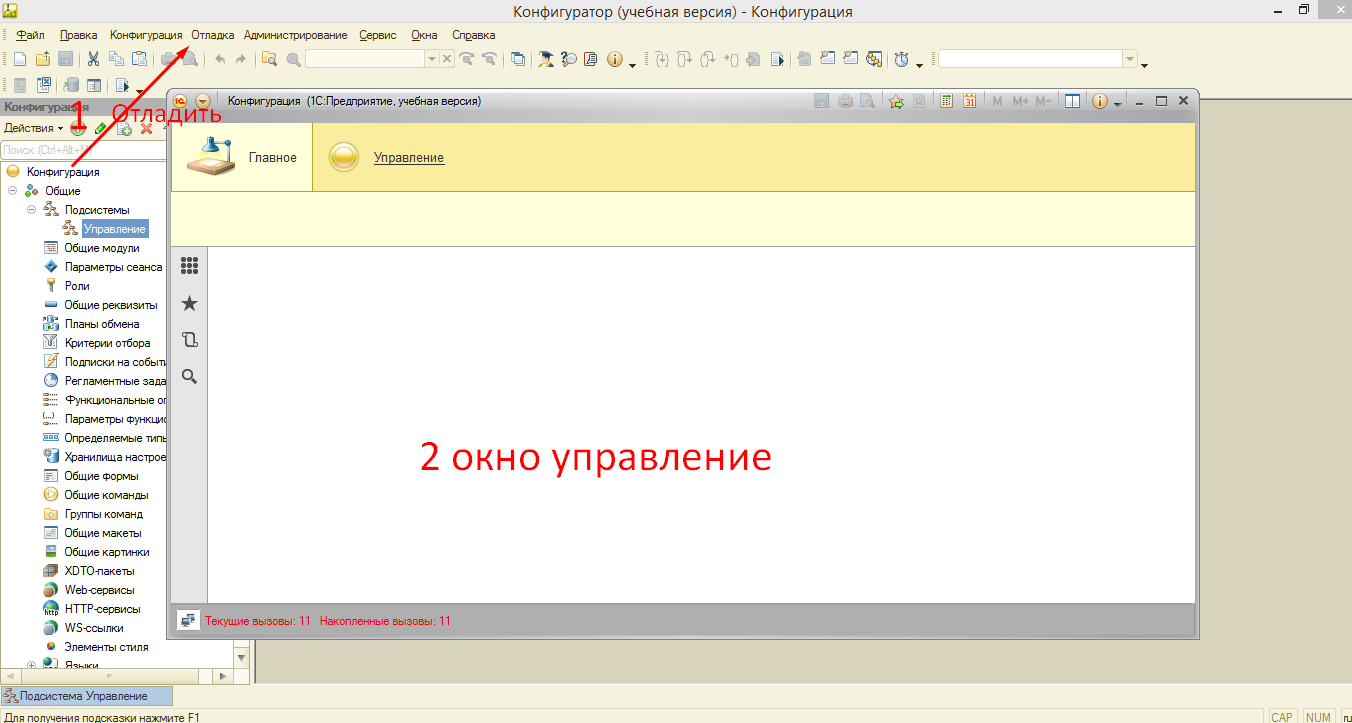 Конфигуратор (учебная версия) - Конфигурация
Файл Правка Конфигурация Отладка Администрирование Сервис Окна Справка
Конфигурация
1 Отладить
Конфигурация (1С:Предприятие, учебная версия)
31 M M+ M-
Действия
Поиск (Ctrl+Alt+M)
Главное
Управление
Конфигурация
Общие
Подсистемы
Управление
Общие модули
Параметры сеанса
Роли
Общие реквизиты
Планы обмена
Критерии отбора
Подписки на событи
Регламентные зада
Функциональные оп
Параметры функцио
Определяемые типы
Хранилища настрое
Общие формы
Общие команды
Группы команд
Общие макеты
Общие картинки
XDTO-пакеты
Web-сервисы
HTTP-сервисы
WS-ссылки
Элементы стиля
Языки
2 окно управление
Текущие вызовы: 11 Накопленные вызовы: 11
Подсистема Управление
Для получения подсказки нажмите F1
CAP NUM